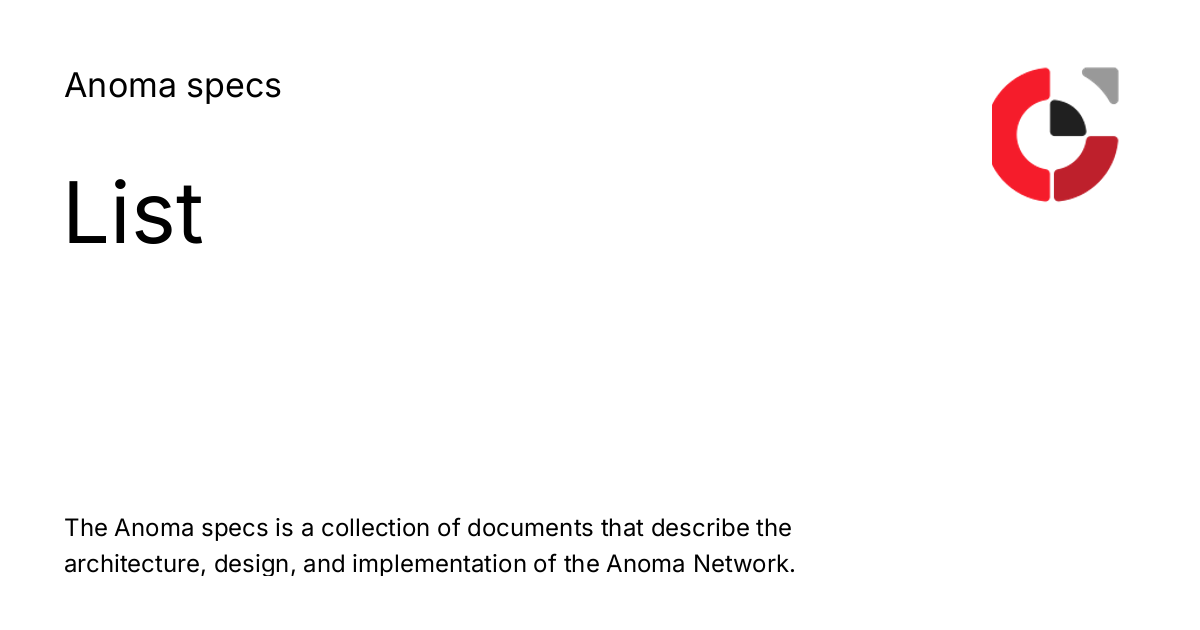 Anoma specs
List
The Anoma specs is a collection of documents that describe the
architecture, design, and implementation of the Anoma Network.